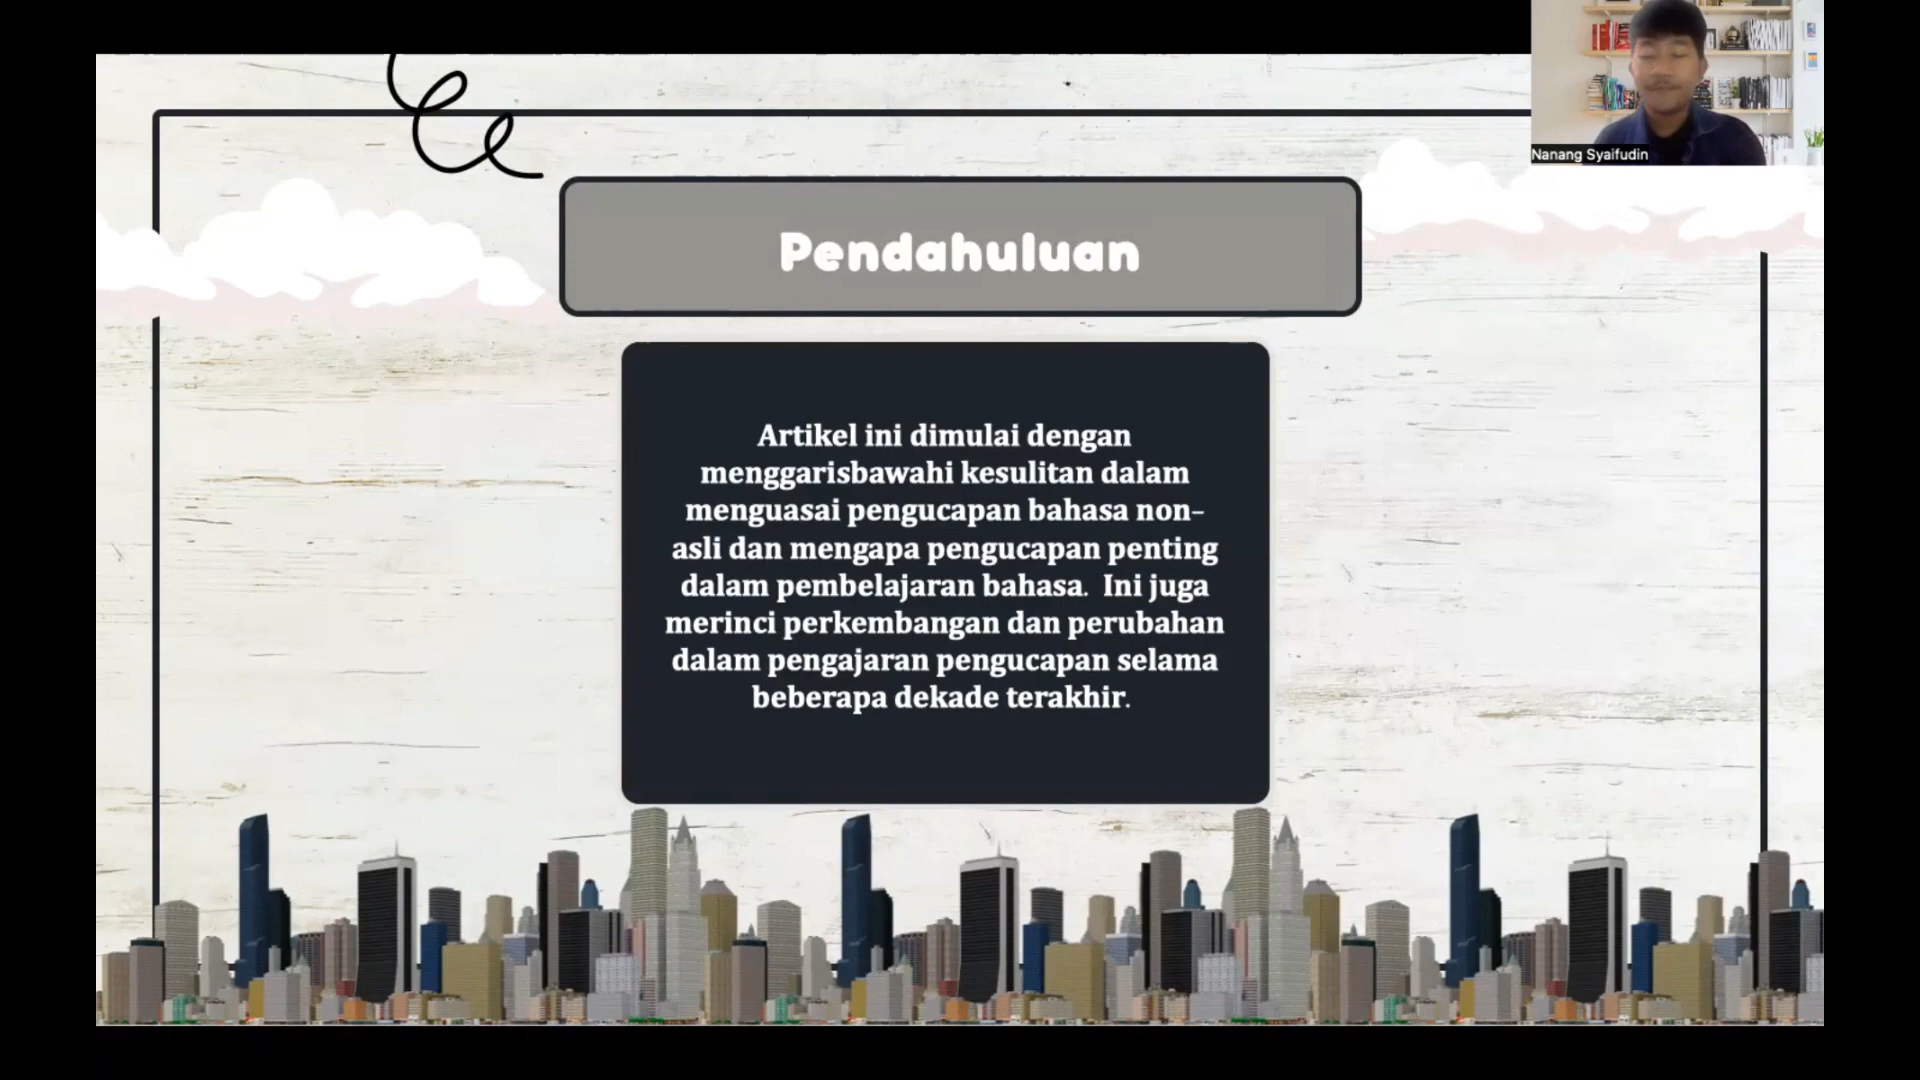 Nanang Syaifudin
Pendahuluan
Artikel ini dimulai dengan
menggarisbawahi kesulitan dalam
menguasai pengucapan bahasa non-
asli dan mengapa pengucapan penting
dalam pembelajaran bahasa.  Ini juga
merinci perkembangan dan perubahan
dalam pengajaran pengucapan selama
beberapa dekade terakhir.